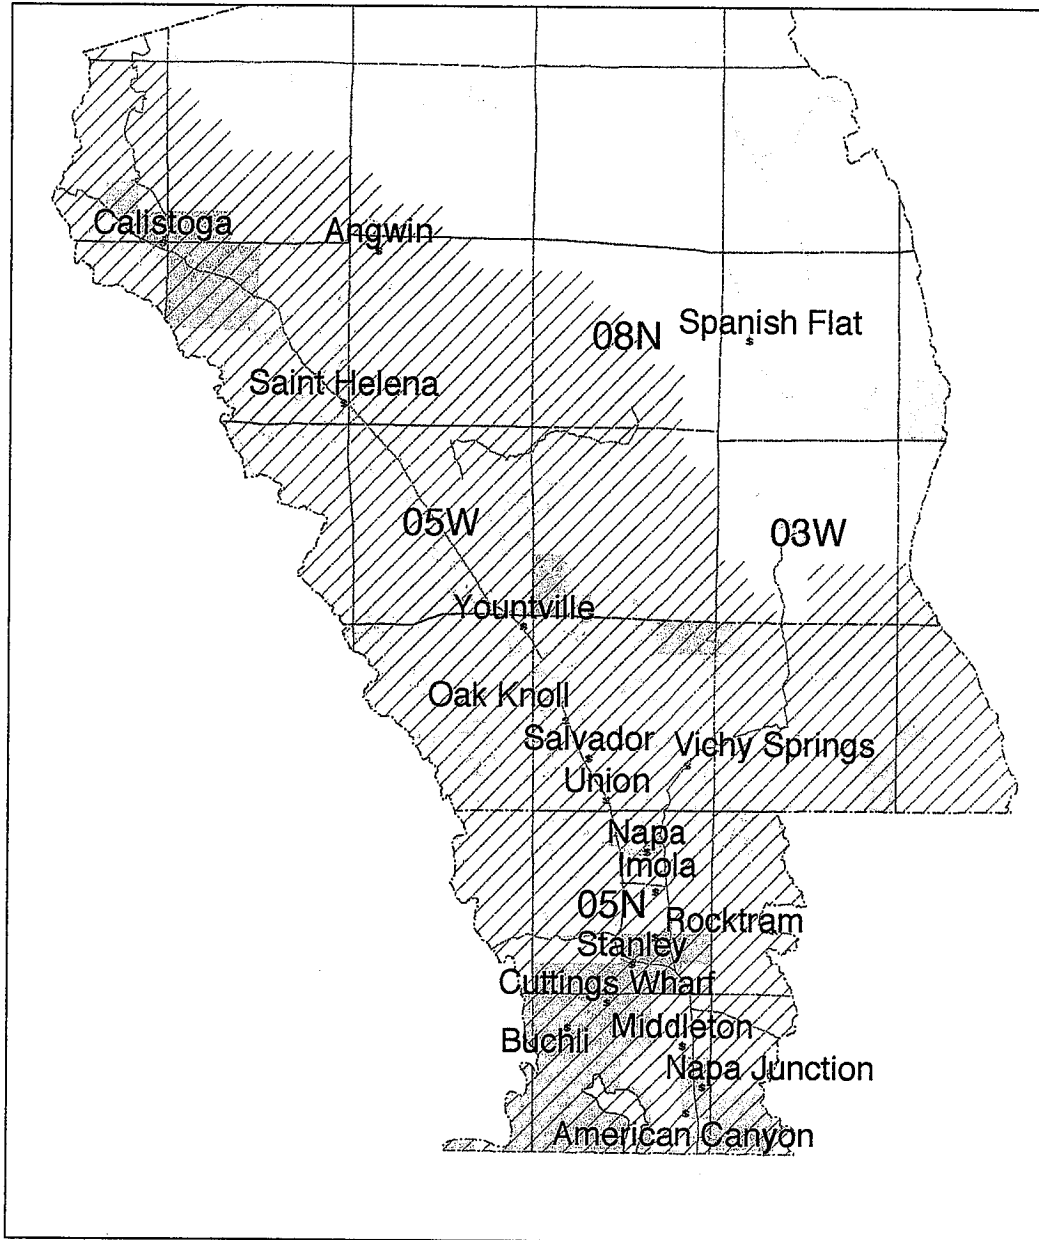 Calistoga
Angwin
08N
Spanish Flat
Saint Helena
05W
03W
Yountville
Oak Knoll
Salvador
Vichy Springs
Union
Napa
Imola
05N
Rocktram
Stanley
Cuttings Wharf
Middleton
Buchli
Napa Junction
American Canyon